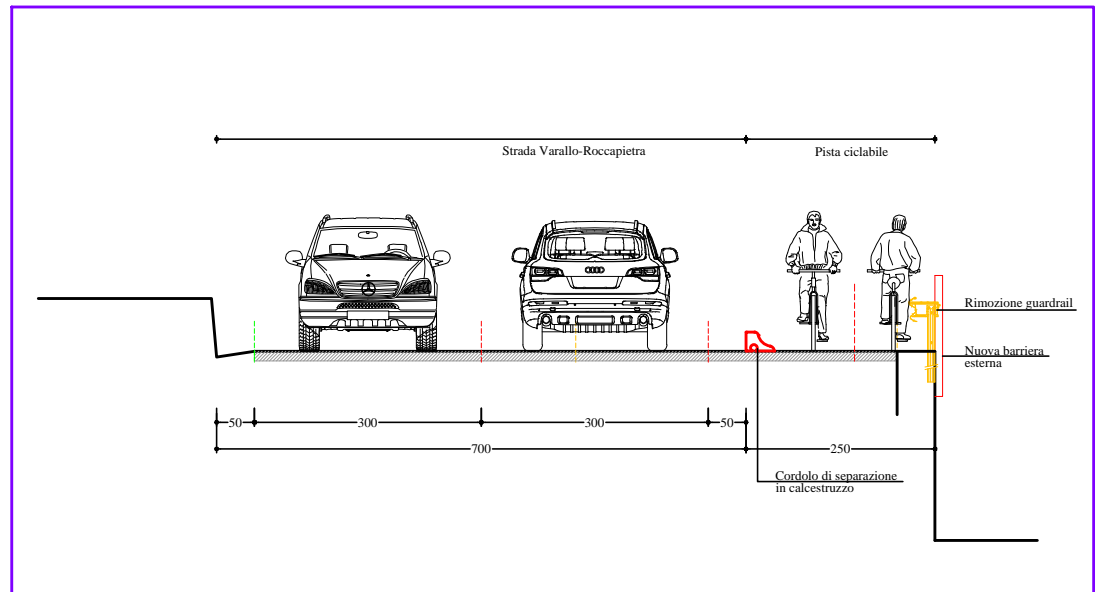 Strada Varallo-Roccapietra
Pista ciclabile
Rimozione guardrail
Nuova barriera
esterna
50
300
300
50
700
250
Cordolo di separazione
in calcestruzzo